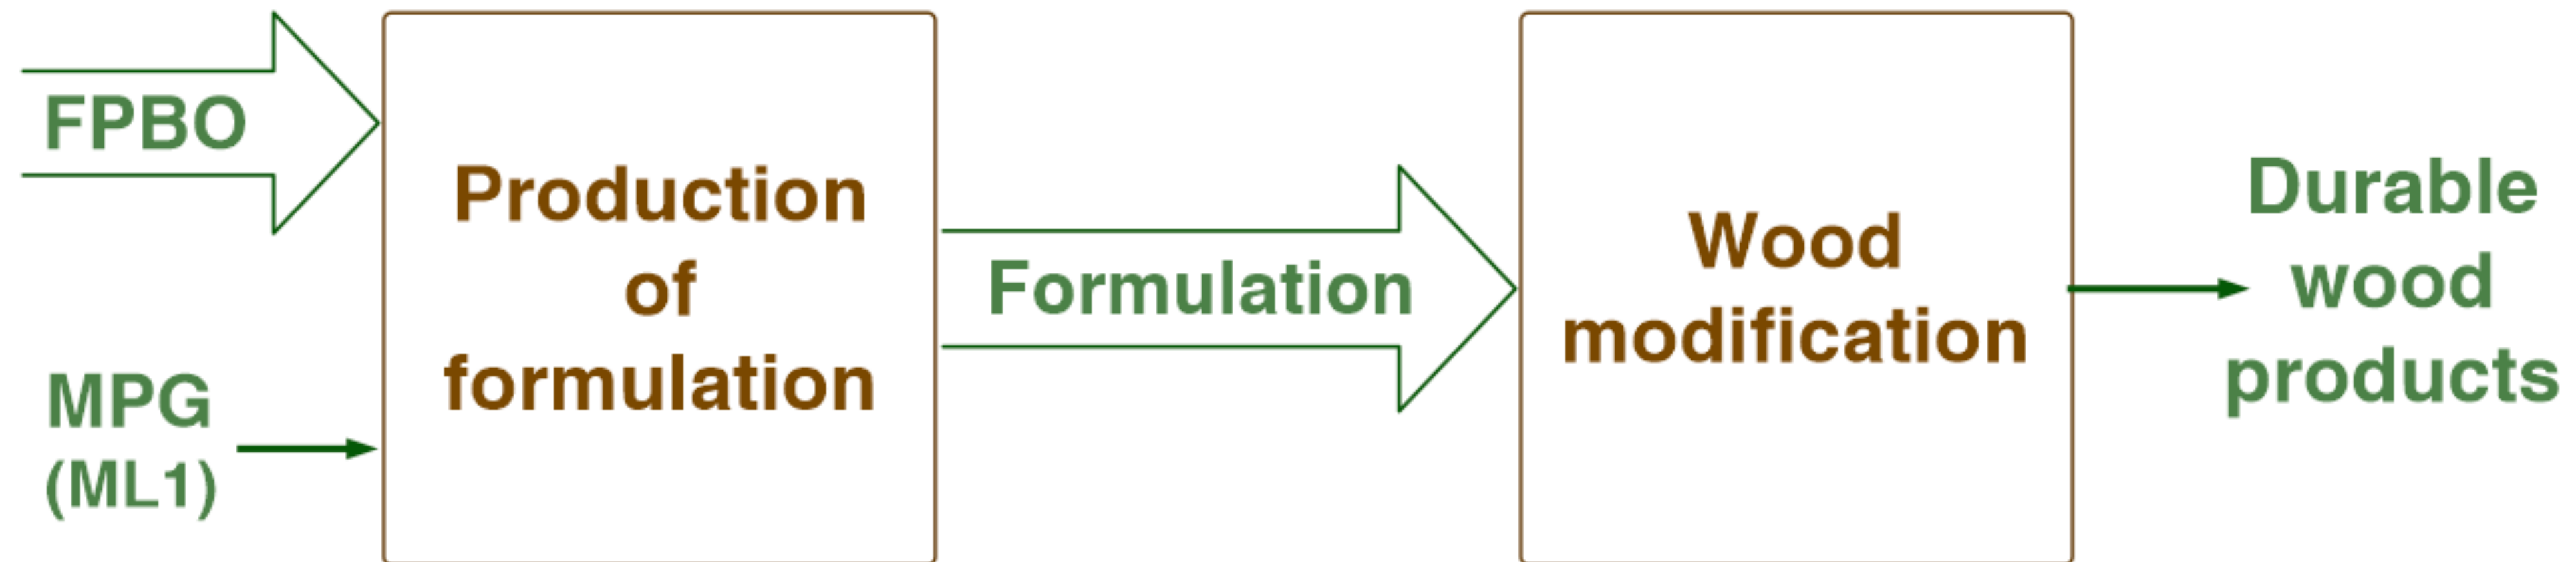 FPBO
MPG
(ML1)
Production
of
formulation
Formulation
Wood
modification
Durable
wood
products